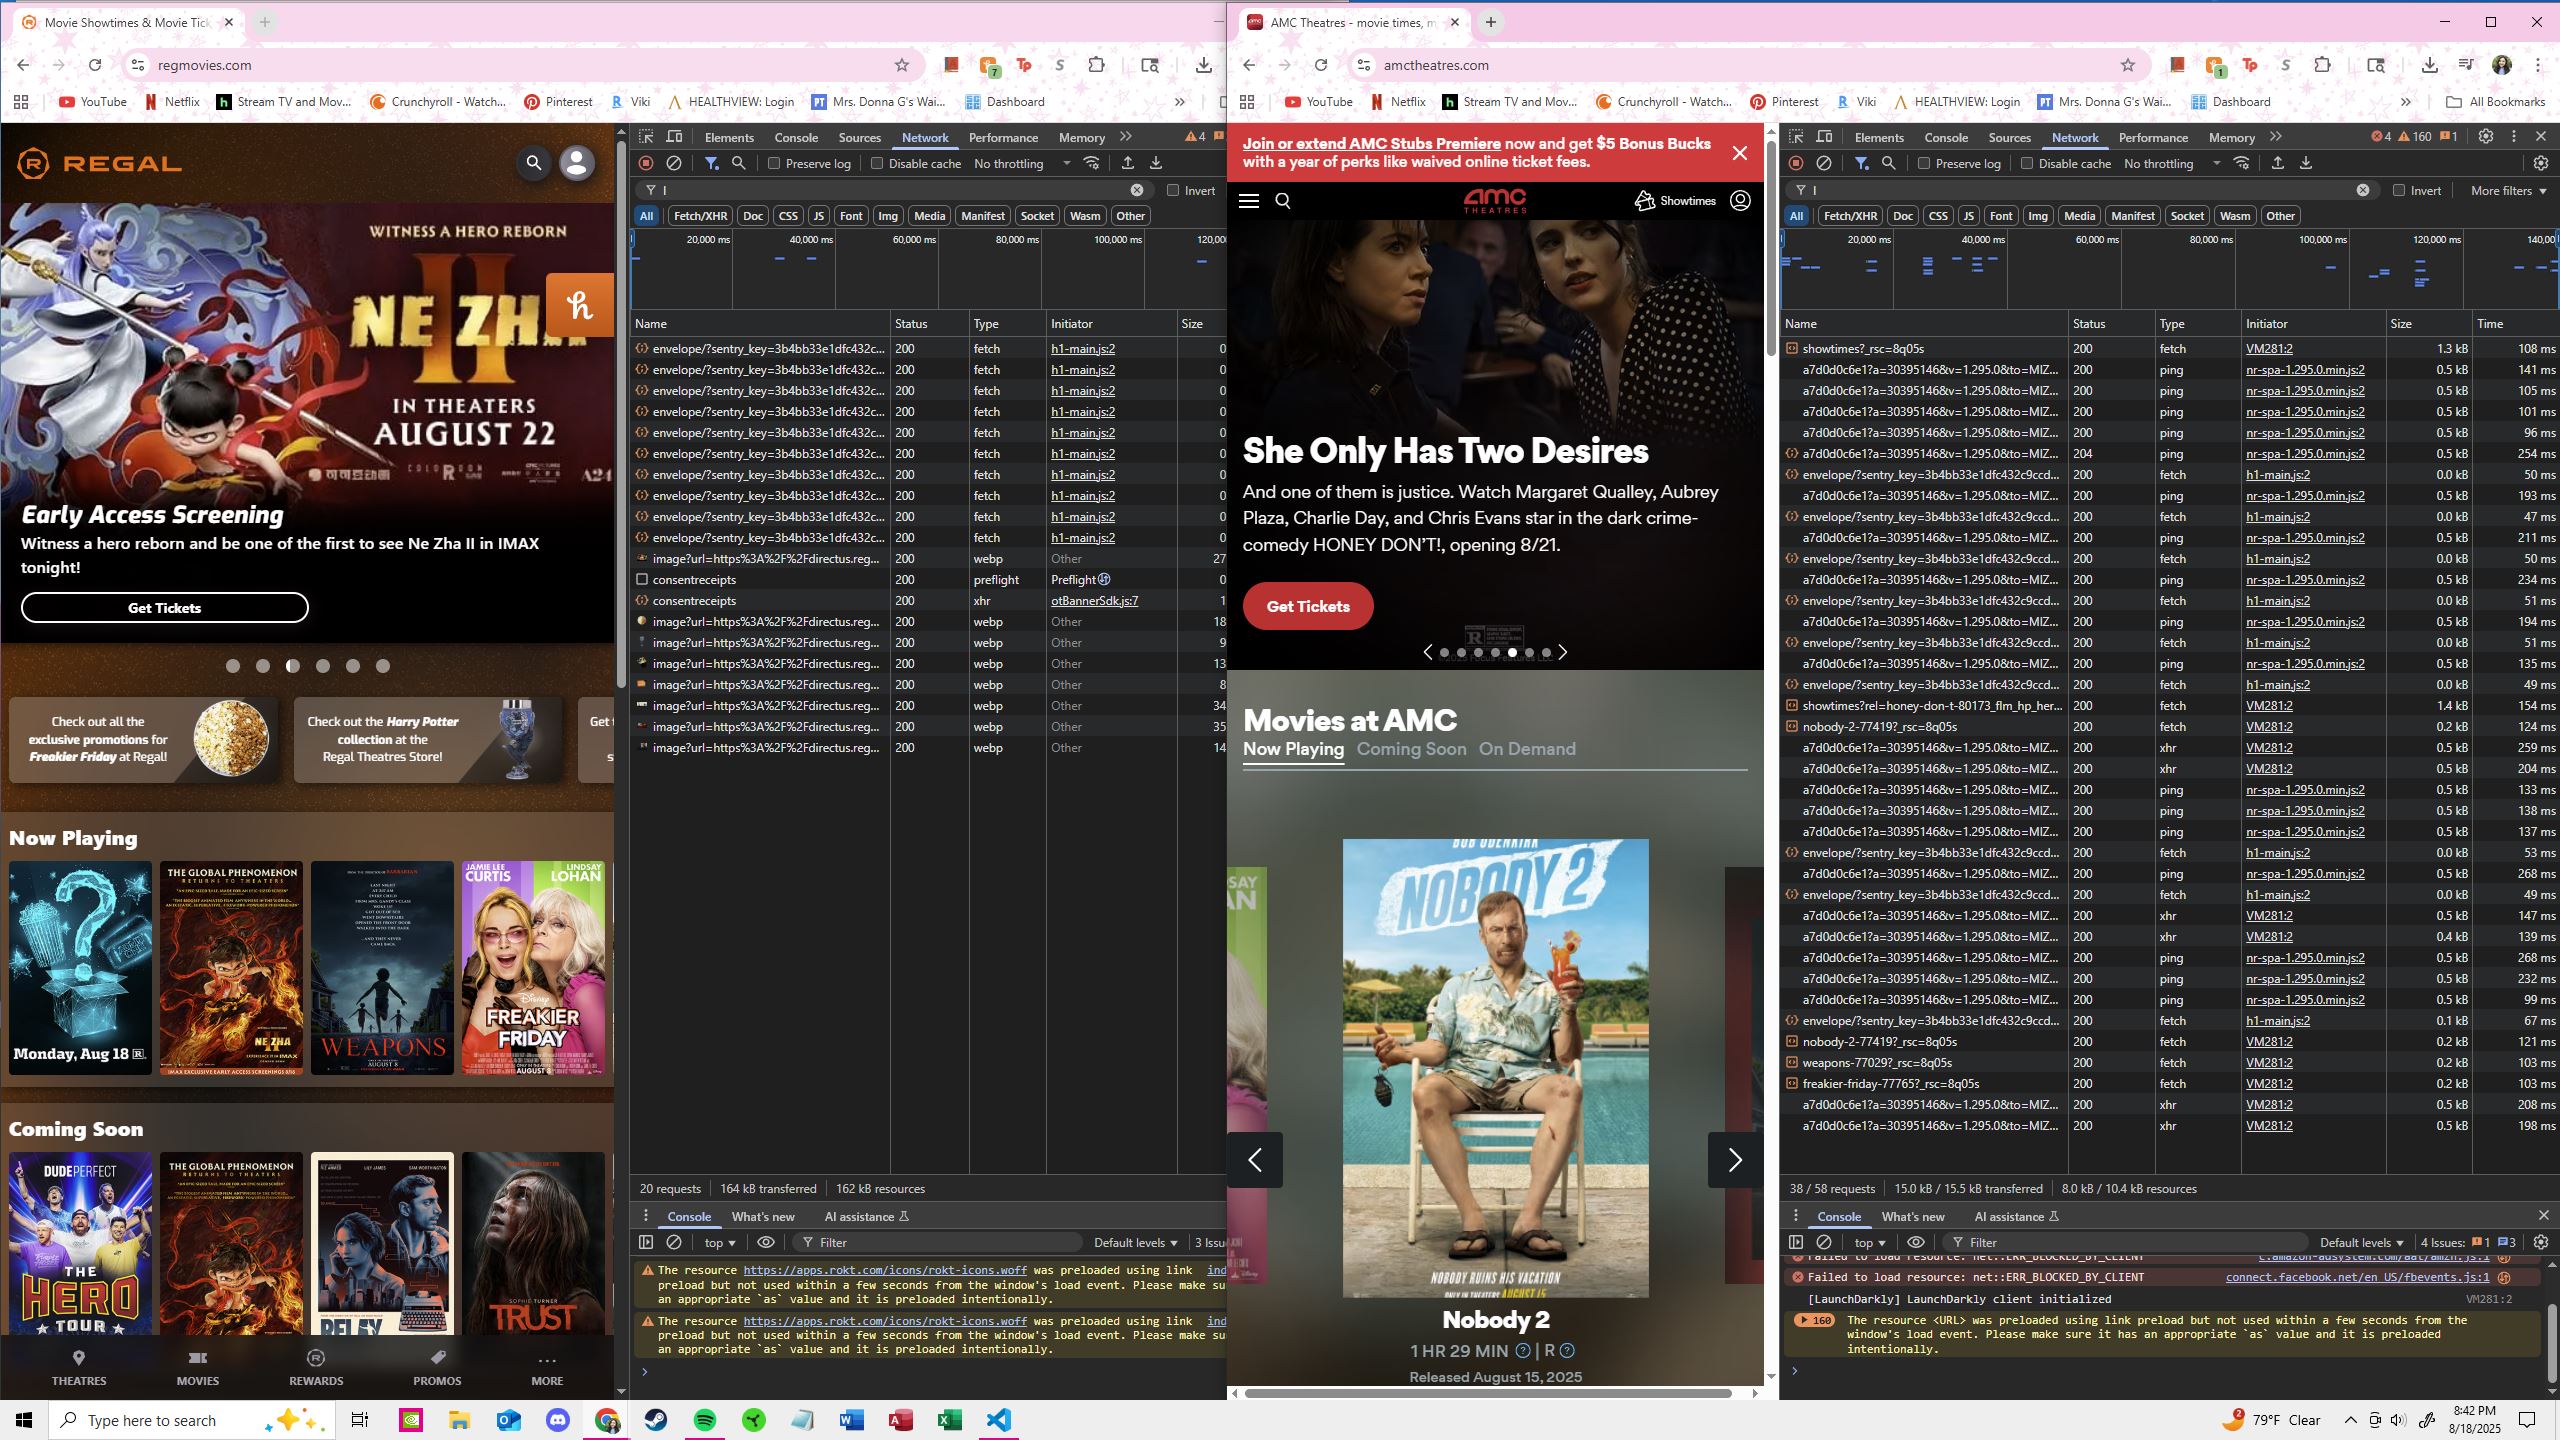 Movie Showtimes & Movie Tick
regmovies.com
7
YouTube
Netflix
Stream TV and Mov...
Crunchyroll - Watch...
Pinterest
Viki
HEALTHVIEW: Login
Mrs. Donna G's Wai...
Dashboard
REGAL
WITNESS A HERO REBORN
II
IN THEATERS
AUGUST 22
A24
Early Access Screening
Witness a hero reborn and be one of the first to see Ne Zha II in IMAX
tonight!
Get Tickets
Check out all the
exclusive promotions for
Freakier Friday at Regal!
Check out the Harry Potter
collection at the
Regal Theatres Store!
Now Playing
Monday, Aug 18
THE GLOBAL PHENOMENON
RETURNS TO THEATERS
NE ZHA
II
WEAPONS
AUGUST 8
JAMIE LEE
CURTIS
LINDSAY
LOHAN
Disney
FREAKIER
FRIDAY
AUGUST 8
Coming Soon
DUDE PERFECT
THE
HERO
TOUR
THE GLOBAL PHENOMENON
RETURNS TO THEATERS
LILY JAMES
SAM WORTHINGTON
RELAY
SOPHIE TURNER
TRUST
THEATRES
MOVIES
REWARDS
PROMOS
MORE
Elements
Console
Sources
Network
Performance
Memory
4
Preserve log
Disable cache
No throttling
l
Invert
All
Fetch/XHR
Doc
CSS
JS
Font
Img
Media
Manifest
Socket
Wasm
Other
20,000 ms
40,000 ms
60,000 ms
80,000 ms
100,000 ms
Name Status Type Initiator Size
envelope/?sentry_key=3b4bb33e1dfc432c... 200 fetch h1-main.js:2 0
envelope/?sentry_key=3b4bb33e1dfc432c... 200 fetch h1-main.js:2 0
envelope/?sentry_key=3b4bb33e1dfc432c... 200 fetch h1-main.js:2 0
envelope/?sentry_key=3b4bb33e1dfc432c... 200 fetch h1-main.js:2 0
envelope/?sentry_key=3b4bb33e1dfc432c... 200 fetch h1-main.js:2 0
envelope/?sentry_key=3b4bb33e1dfc432c... 200 fetch h1-main.js:2 0
envelope/?sentry_key=3b4bb33e1dfc432c... 200 fetch h1-main.js:2 0
envelope/?sentry_key=3b4bb33e1dfc432c... 200 fetch h1-main.js:2 0
envelope/?sentry_key=3b4bb33e1dfc432c... 200 fetch h1-main.js:2 0
envelope/?sentry_key=3b4bb33e1dfc432c... 200 fetch h1-main.js:2 0
image?url=https%3A%2F%2Fdirectus.reg... 200 webp Other 27
consentreceipts 200 preflight Preflight 0
consentreceipts 200 xhr otBannerSdk.js:7 1
image?url=https%3A%2F%2Fdirectus.reg... 200 webp Other 18
image?url=https%3A%2F%2Fdirectus.reg... 200 webp Other 9
image?url=https%3A%2F%2Fdirectus.reg... 200 webp Other 13
image?url=https%3A%2F%2Fdirectus.reg... 200 webp Other 8
image?url=https%3A%2F%2Fdirectus.reg... 200 webp Other 34
image?url=https%3A%2F%2Fdirectus.reg... 200 webp Other 35
image?url=https%3A%2F%2Fdirectus.reg... 200 webp Other 14
20 requests 164 kB transferred 162 kB resources
Console What's new AI assistance
top Filter Default levels 3 Issu
The resource https://apps.rokt.com/icons/rokt-icons.woff was preloaded using link ind
preload but not used within a few seconds from the window's load event. Please make su
an appropriate `as` value and it is preloaded intentionally.
The resource https://apps.rokt.com/icons/rokt-icons.woff was preloaded using link ind
preload but not used within a few seconds from the window's load event. Please make su
an appropriate `as` value and it is preloaded intentionally.
AMC Theatres - movie times, m
amctheatres.com
1
YouTube
Netflix
Stream TV and Mov...
Crunchyroll - Watch...
Pinterest
Viki
HEALTHVIEW: Login
Mrs. Donna G's Wai...
Dashboard
All Bookmarks
Join or extend AMC Stubs Premiere now and get $5 Bonus Bucks
with a year of perks like waived online ticket fees.
amc
THEATRES
Showtimes
She Only Has Two Desires
And one of them is justice. Watch Margaret Qualley, Aubrey
Plaza, Charlie Day, and Chris Evans star in the dark crime-
comedy HONEY DON'T!, opening 8/21.
Get Tickets
Movies at AMC
Now Playing Coming Soon On Demand
BOB ODENKIRK
NOBODY 2
NOBODY RUINS HIS VACATION
ONLY IN THEATERS AUGUST 15
Nobody 2
1 HR 29 MIN | R
Released August 15, 2025
Elements
Console
Sources
Network
Performance
Memory
4
160
1
Preserve log
Disable cache
No throttling
l
Invert
More filters
All
Fetch/XHR
Doc
CSS
JS
Font
Img
Media
Manifest
Socket
Wasm
Other
20,000 ms
40,000 ms
60,000 ms
80,000 ms
100,000 ms
120,000 ms
Name Status Type Initiator Size Time
showtimes?_rsc=8q05s 200 fetch VM281:2 1.3 kB 108 ms
a7d0d0c6e1?a=30395146&v=1.295.0&to=MIZ... 200 ping nr-spa-1.295.0.min.js:2 0.5 kB 141 ms
a7d0d0c6e1?a=30395146&v=1.295.0&to=MIZ... 200 ping nr-spa-1.295.0.min.js:2 0.5 kB 105 ms
a7d0d0c6e1?a=30395146&v=1.295.0&to=MIZ... 200 ping nr-spa-1.295.0.min.js:2 0.5 kB 101 ms
a7d0d0c6e1?a=30395146&v=1.295.0&to=MIZ... 200 ping nr-spa-1.295.0.min.js:2 0.5 kB 96 ms
a7d0d0c6e1?a=30395146&v=1.295.0&to=MIZ... 204 ping nr-spa-1.295.0.min.js:2 0.5 kB 254 ms
envelope/?sentry_key=3b4bb33e1dfc432c9ccd... 200 fetch h1-main.js:2 0.0 kB 50 ms
a7d0d0c6e1?a=30395146&v=1.295.0&to=MIZ... 200 ping nr-spa-1.295.0.min.js:2 0.5 kB 193 ms
envelope/?sentry_key=3b4bb33e1dfc432c9ccd... 200 fetch h1-main.js:2 0.0 kB 47 ms
a7d0d0c6e1?a=30395146&v=1.295.0&to=MIZ... 200 ping nr-spa-1.295.0.min.js:2 0.5 kB 211 ms
envelope/?sentry_key=3b4bb33e1dfc432c9ccd... 200 fetch h1-main.js:2 0.0 kB 50 ms
a7d0d0c6e1?a=30395146&v=1.295.0&to=MIZ... 200 ping nr-spa-1.295.0.min.js:2 0.5 kB 234 ms
envelope/?sentry_key=3b4bb33e1dfc432c9ccd... 200 fetch h1-main.js:2 0.0 kB 51 ms
a7d0d0c6e1?a=30395146&v=1.295.0&to=MIZ... 200 ping nr-spa-1.295.0.min.js:2 0.5 kB 194 ms
envelope/?sentry_key=3b4bb33e1dfc432c9ccd... 200 fetch h1-main.js:2 0.0 kB 51 ms
a7d0d0c6e1?a=30395146&v=1.295.0&to=MIZ... 200 ping nr-spa-1.295.0.min.js:2 0.5 kB 135 ms
envelope/?sentry_key=3b4bb33e1dfc432c9ccd... 200 fetch h1-main.js:2 0.0 kB 49 ms
showtimes?rel=honey-don-t-80173_flm_hp_her... 200 fetch VM281:2 1.4 kB 154 ms
nobody-2-77419?_rsc=8q05s 200 fetch VM281:2 0.2 kB 124 ms
a7d0d0c6e1?a=30395146&v=1.295.0&to=MIZ... 200 xhr VM281:2 0.5 kB 259 ms
a7d0d0c6e1?a=30395146&v=1.295.0&to=MIZ... 200 xhr VM281:2 0.5 kB 204 ms
a7d0d0c6e1?a=30395146&v=1.295.0&to=MIZ... 200 ping nr-spa-1.295.0.min.js:2 0.5 kB 133 ms
a7d0d0c6e1?a=30395146&v=1.295.0&to=MIZ... 200 ping nr-spa-1.295.0.min.js:2 0.5 kB 138 ms
a7d0d0c6e1?a=30395146&v=1.295.0&to=MIZ... 200 ping nr-spa-1.295.0.min.js:2 0.5 kB 137 ms
envelope/?sentry_key=3b4bb33e1dfc432c9ccd... 200 fetch h1-main.js:2 0.0 kB 53 ms
a7d0d0c6e1?a=30395146&v=1.295.0&to=MIZ... 200 ping nr-spa-1.295.0.min.js:2 0.5 kB 268 ms
envelope/?sentry_key=3b4bb33e1dfc432c9ccd... 200 fetch h1-main.js:2 0.0 kB 49 ms
a7d0d0c6e1?a=30395146&v=1.295.0&to=MIZ... 200 xhr VM281:2 0.5 kB 147 ms
a7d0d0c6e1?a=30395146&v=1.295.0&to=MIZ... 200 xhr VM281:2 0.4 kB 139 ms
a7d0d0c6e1?a=30395146&v=1.295.0&to=MIZ... 200 ping nr-spa-1.295.0.min.js:2 0.5 kB 268 ms
a7d0d0c6e1?a=30395146&v=1.295.0&to=MIZ... 200 ping nr-spa-1.295.0.min.js:2 0.5 kB 232 ms
a7d0d0c6e1?a=30395146&v=1.295.0&to=MIZ... 200 ping nr-spa-1.295.0.min.js:2 0.5 kB 99 ms
envelope/?sentry_key=3b4bb33e1dfc432c9ccd... 200 fetch h1-main.js:2 0.1 kB 67 ms
nobody-2-77419?_rsc=8q05s 200 fetch VM281:2 0.2 kB 121 ms
weapons-77029?_rsc=8q05s 200 fetch VM281:2 0.2 kB 103 ms
freakier-friday-77765?_rsc=8q05s 200 fetch VM281:2 0.2 kB 103 ms
a7d0d0c6e1?a=30395146&v=1.295.0&to=MIZ... 200 xhr VM281:2 0.5 kB 208 ms
a7d0d0c6e1?a=30395146&v=1.295.0&to=MIZ... 200 xhr VM281:2 0.5 kB 198 ms
38 / 58 requests 15.0 kB / 15.5 kB transferred 8.0 kB / 10.4 kB resources
Console What's new AI assistance
top Filter Default levels 4 Issues: 1 3
Failed to load resource: net::ERR_BLOCKED_BY_CLIENT
Failed to load resource: net::ERR_BLOCKED_BY_CLIENT connect.facebook.net/en_US/fbevents.js:1
[LaunchDarkly] LaunchDarkly client initialized VM281:2
160 The resource <URL> was preloaded using link preload but not used within a few seconds from the
window's load event. Please make sure it has an appropriate `as` value and it is preloaded
intentionally.
Type here to search
2
79°F Clear
8:42 PM
8/18/2025